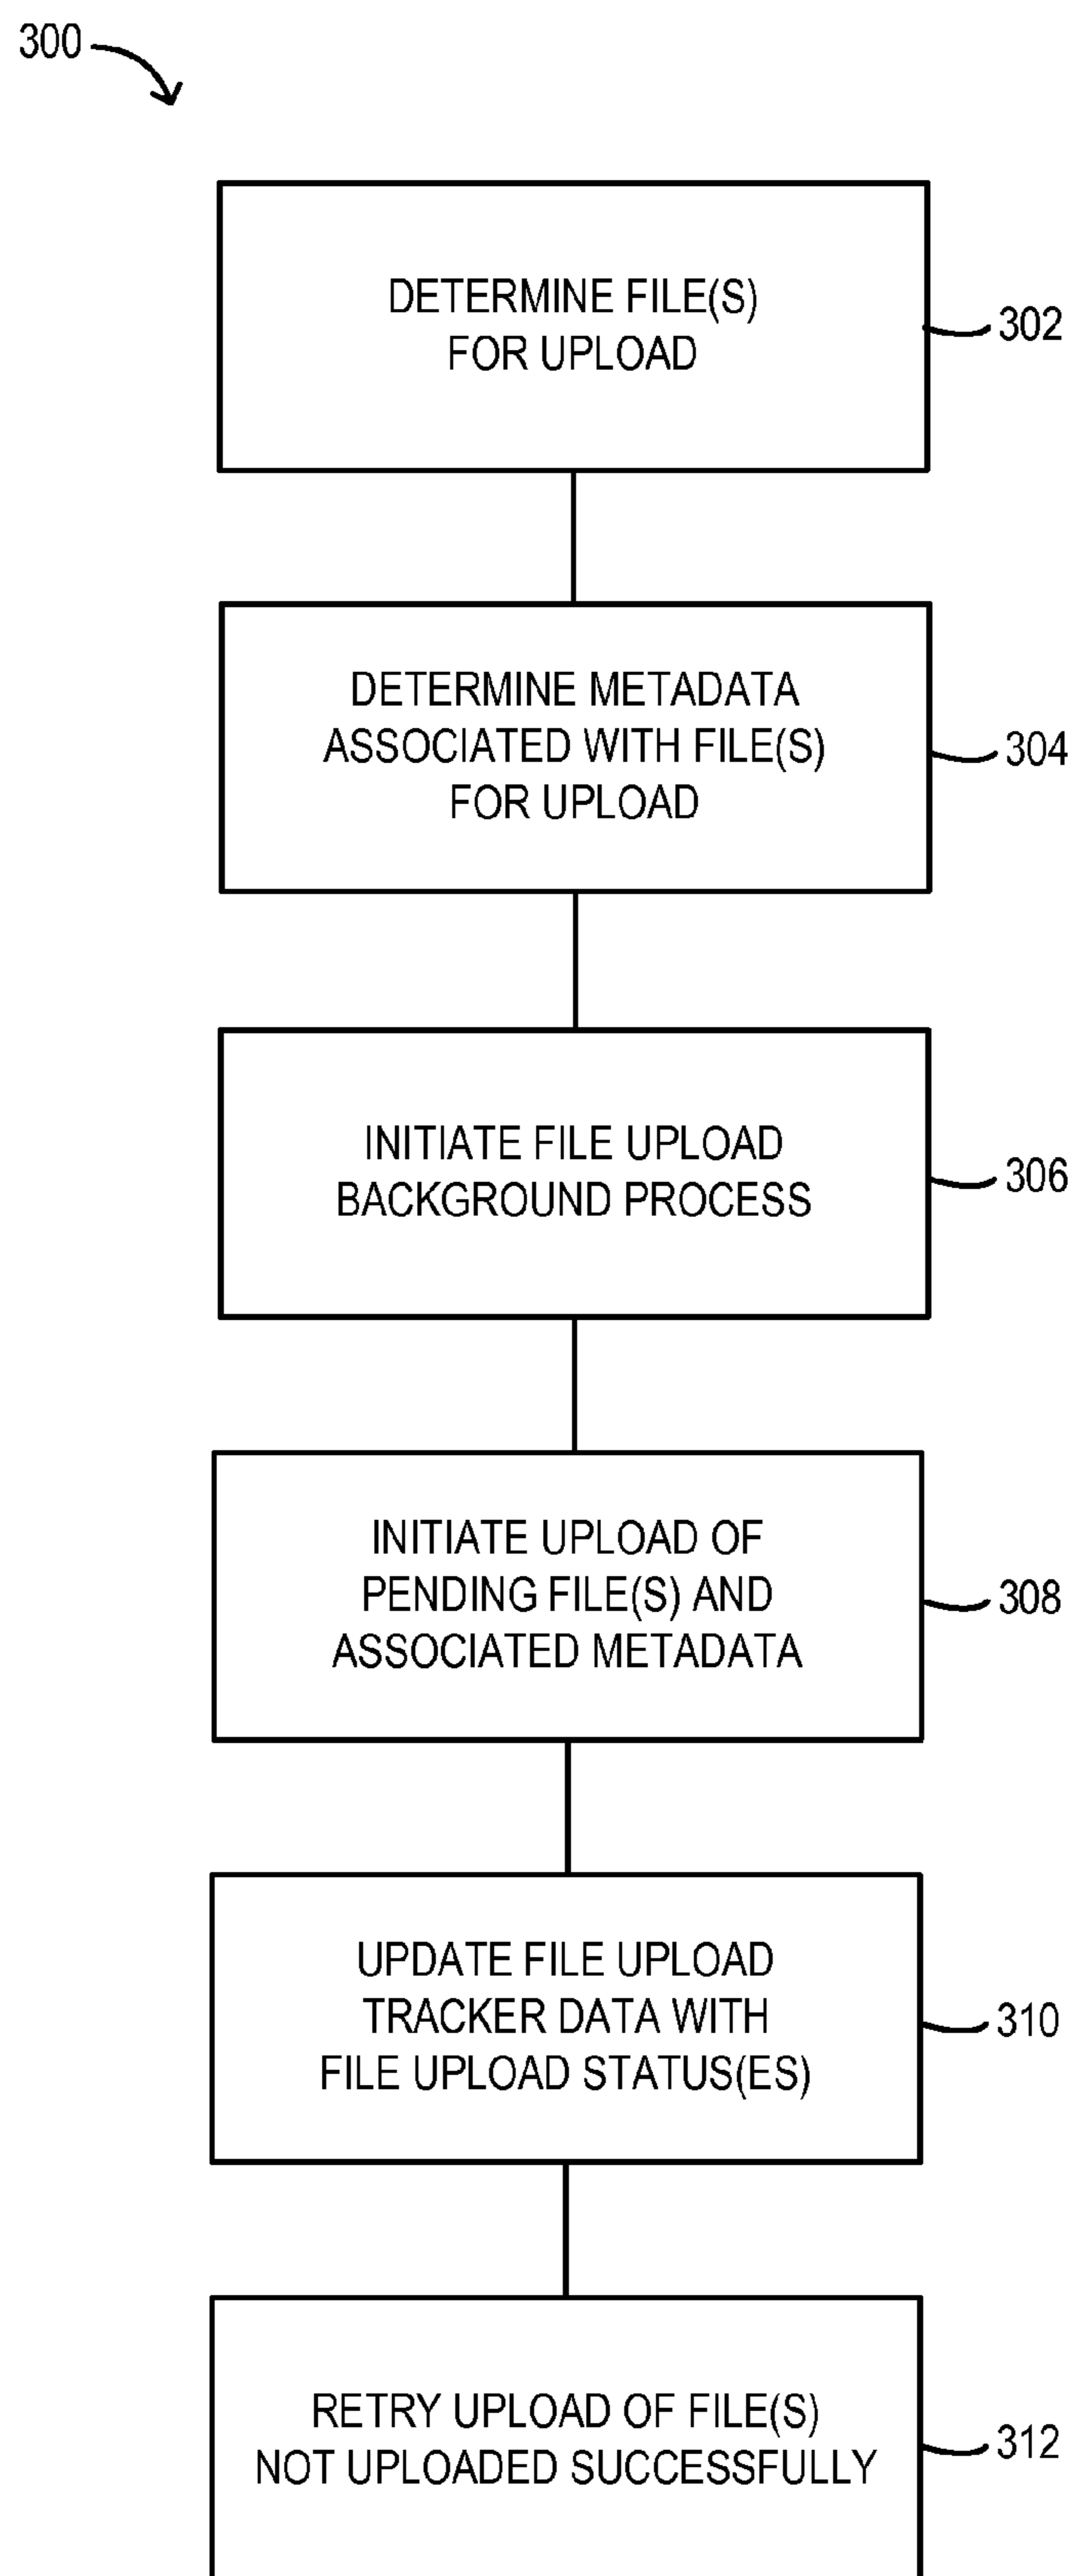 300
DETERMINE FILE(S)
FOR UPLOAD
302
DETERMINE METADATA
ASSOCIATED WITH FILE(S)
FOR UPLOAD
304
INITIATE FILE UPLOAD
BACKGROUND PROCESS
306
INITIATE UPLOAD OF
PENDING FILE(S) AND
ASSOCIATED METADATA
308
UPDATE FILE UPLOAD
TRACKER DATA WITH
FILE UPLOAD STATUS(ES)
310
RETRY UPLOAD OF FILE(S)
NOT UPLOADED SUCCESSFULLY
312